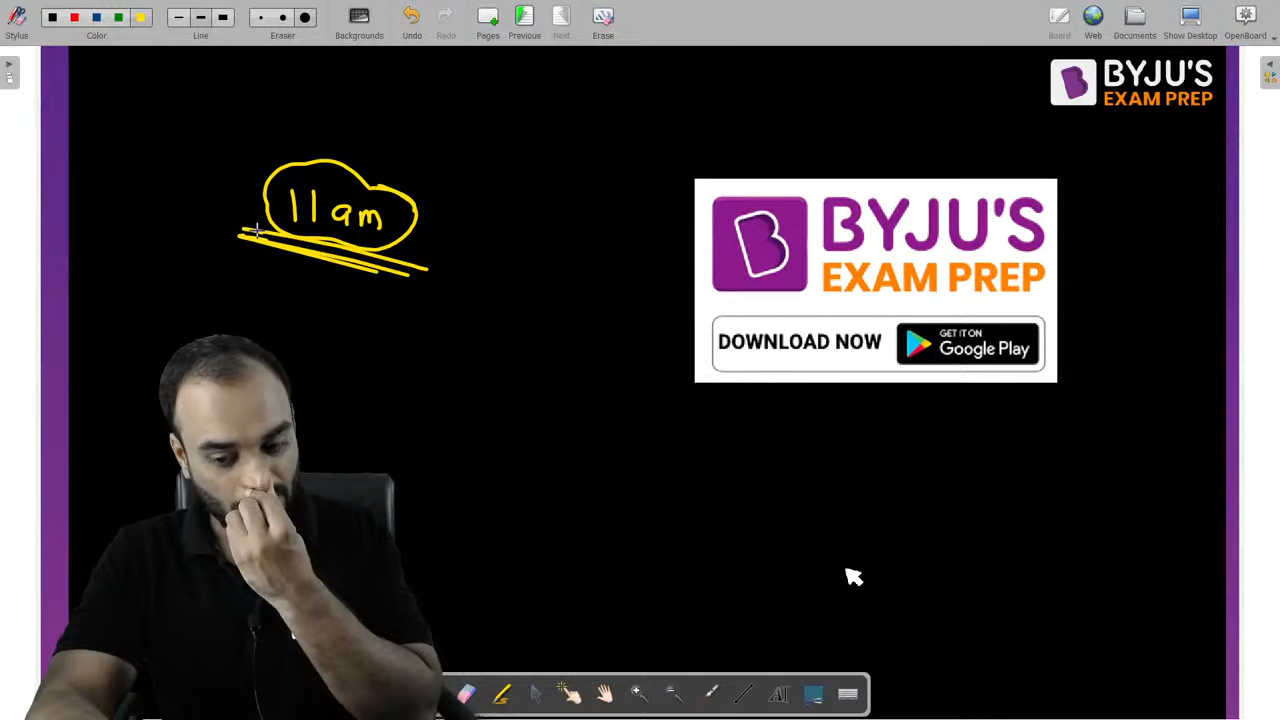 Stylus
Color
Line
Eraser
Backgrounds
Undo
Redo
Pages
Previous
Next
Erase
Board
Web
Documents
Show Desktop
OpenBoard
BYJU'S
EXAM PREP
11 am
BYJU'S
EXAM PREP
DOWNLOAD NOW
GET IT ON
Google Play
AI